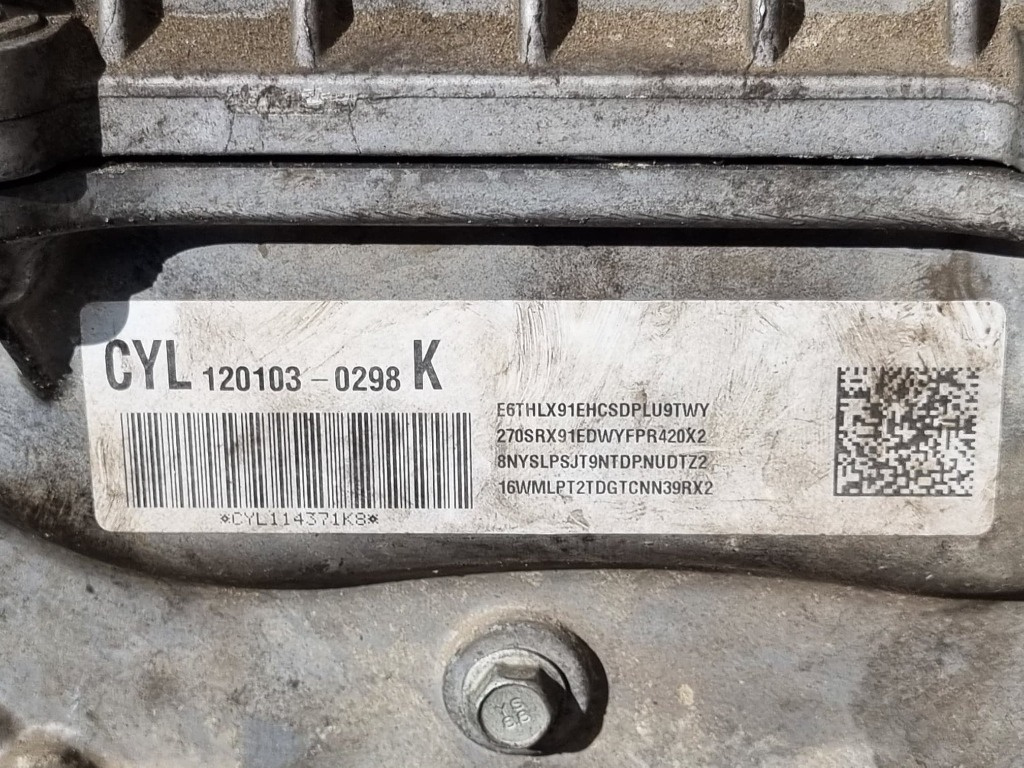 CYL 120103 - 0298 K
E6THLX91EHCSDPLU9TWY
270SRX91EDWYFPR420X2
8NYSLPSJT9NTDPNUDTZ2
16WMLPT2TDGTCNN39RX2
*CYL114371K8*